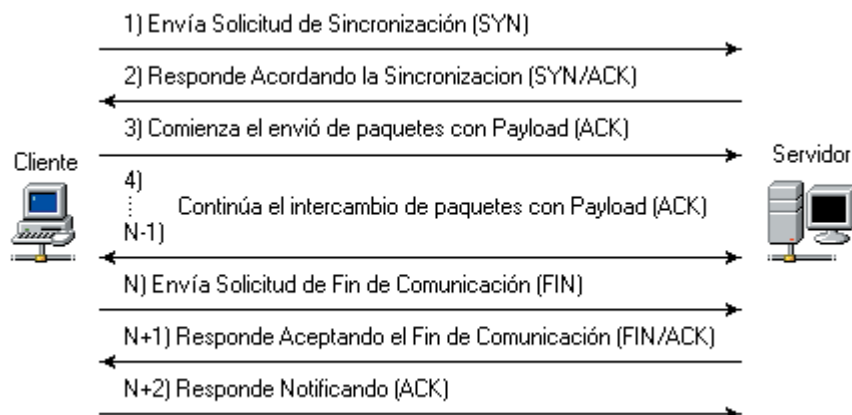 1) Envía Solicitud de Sincronización (SYN)
2) Responde Acordando la Sincronizacion (SYN/ACK)
3) Comienza el envió de paquetes con Payload (ACK)
Cliente
Servidor
4)
Continúa el intercambio de paquetes con Payload (ACK)
N-1)
N) Envía Solicitud de Fin de Comunicación (FIN)
N+1) Responde Aceptando el Fin de Comunicación (FIN/ACK)
N+2) Responde Notificando (ACK)